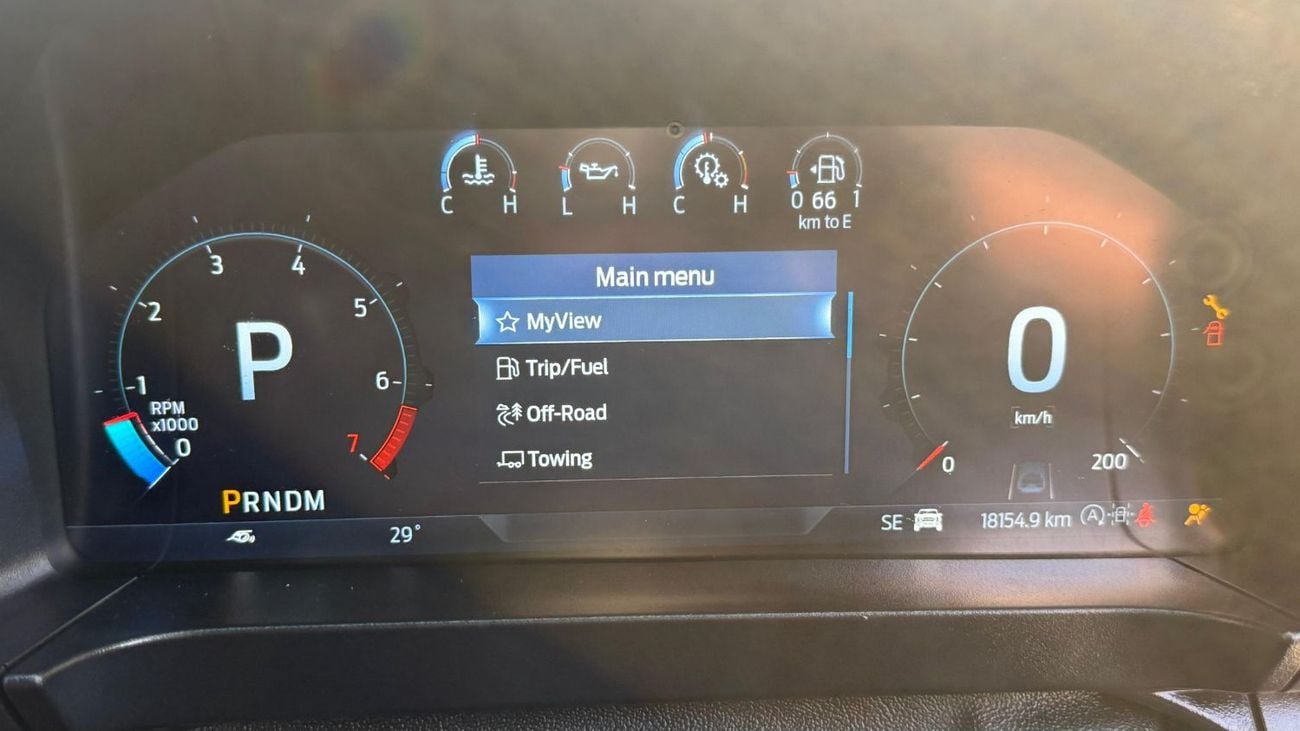 C H
L H
C H
0 66 1
km to E
Main menu
MyView
Trip/Fuel
Off-Road
Towing
0 1 2 3 4 5 6 7
P
RPM
x1000
PRNDM
29°
0
km/h
0 200
SE
18154.9 km
A